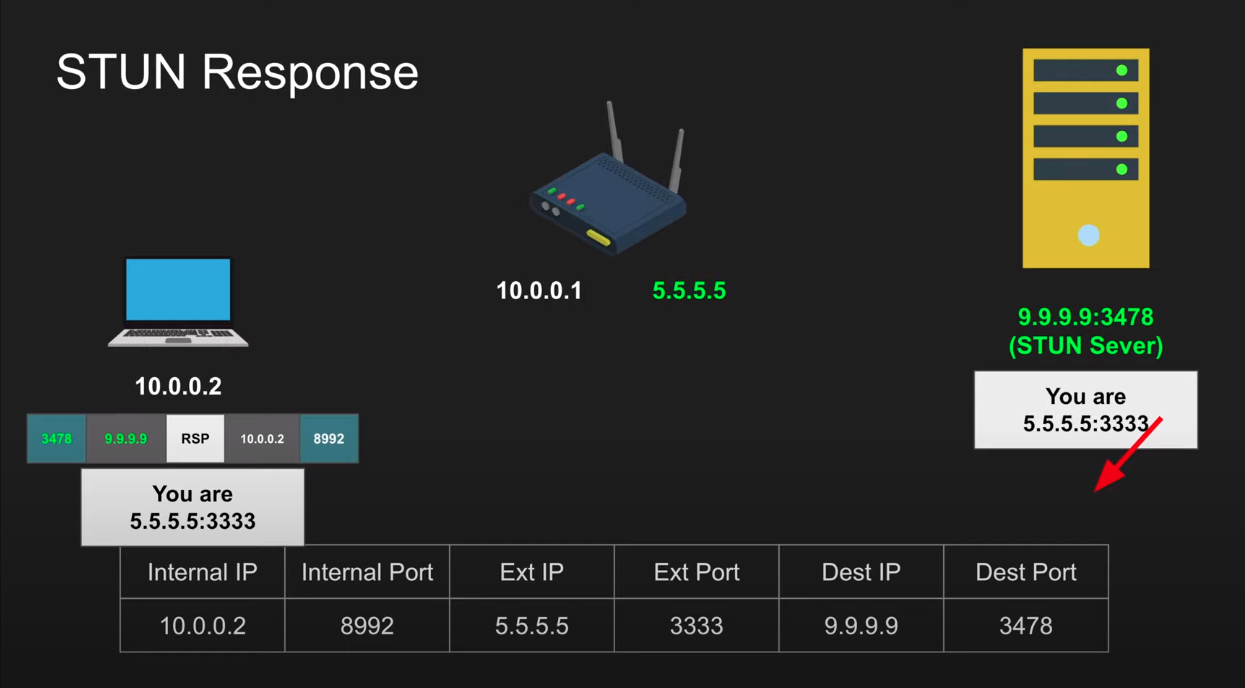 STUN Response
10.0.0.1
5.5.5.5
9.9.9.9:3478
(STUN Sever)
You are
5.5.5.5:3333
10.0.0.2
3478 9.9.9.9 RSP 10.0.0.2 8992
You are
5.5.5.5:3333
Internal IP Internal Port Ext IP Ext Port Dest IP Dest Port
10.0.0.2 8992 5.5.5.5 3333 9.9.9.9 3478